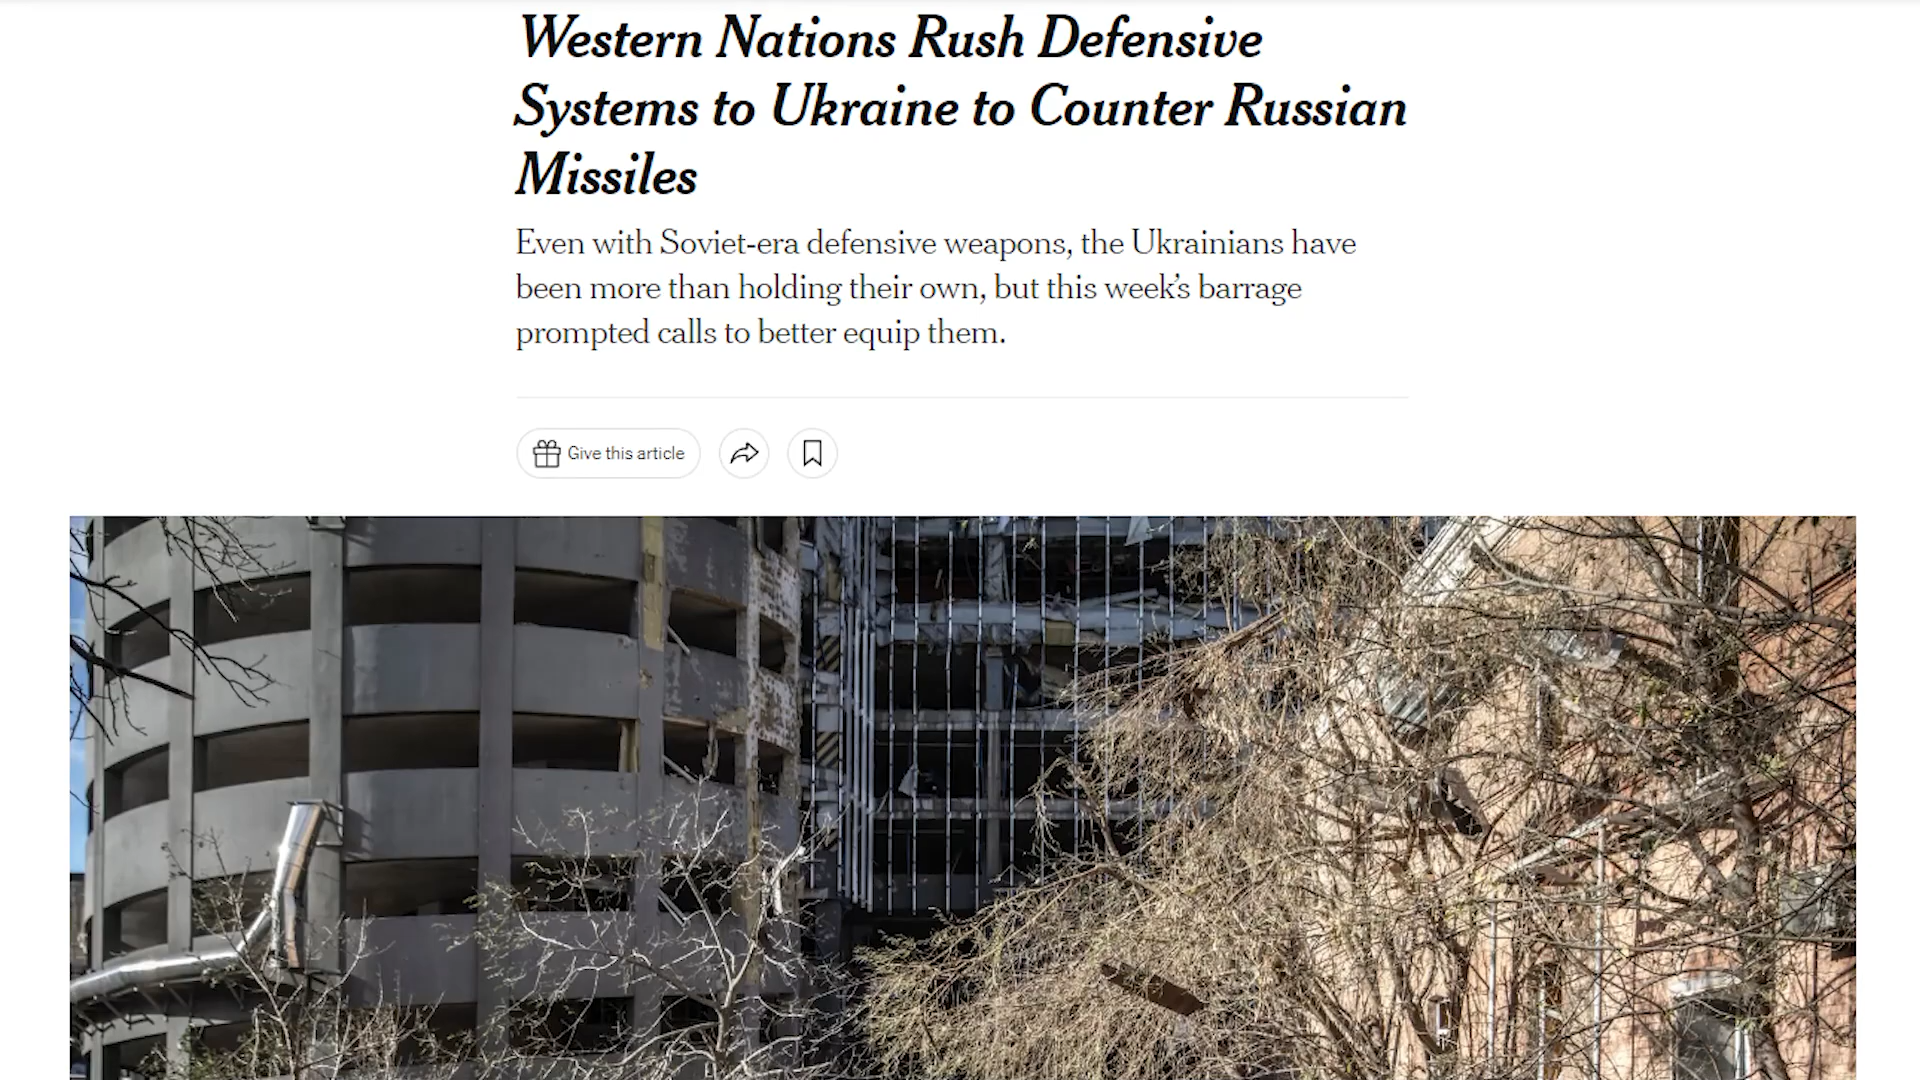 Western Nations Rush Defensive
Systems to Ukraine to Counter Russian
Missiles
Even with Soviet-era defensive weapons, the Ukrainians have
been more than holding their own, but this week’s barrage
prompted calls to better equip them.
Give this article